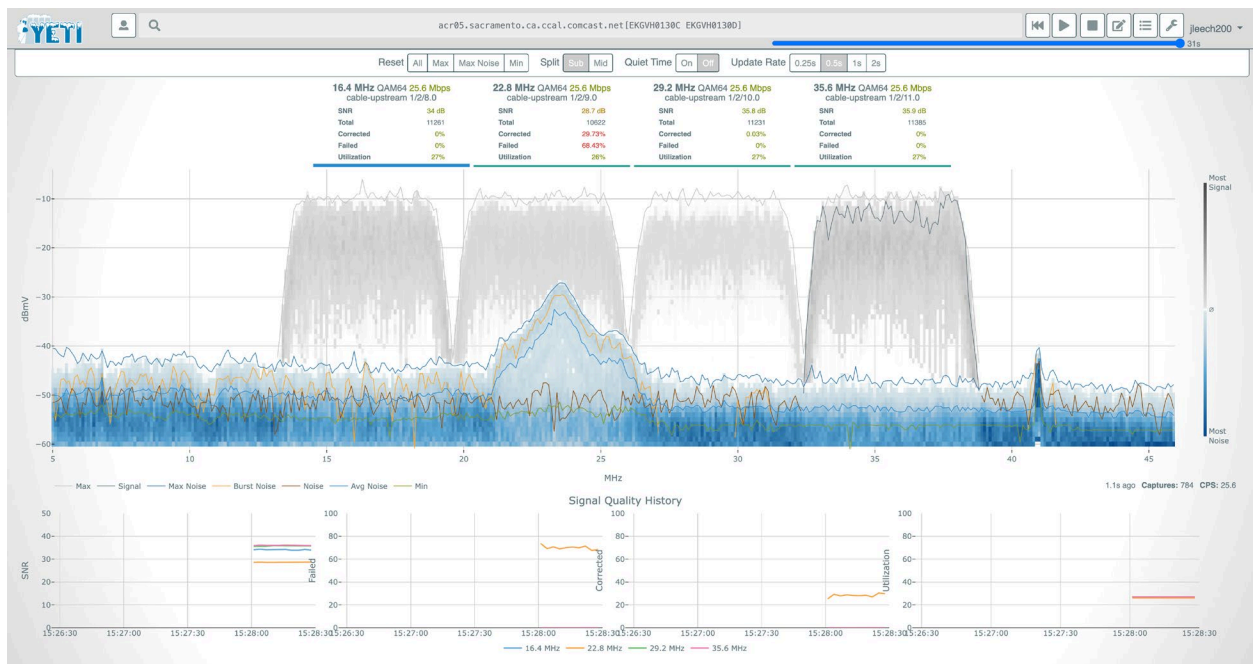 YETI
acr05.sacramento.ca.ccal.comcast.net[EKGVH0130C EKGVH0130D]
jleech200
31s
Reset All Max Max Noise Min Split Sub Mid Quiet Time On Off Update Rate 0.25s 0.5s 1s 2s
16.4 MHz QAM64 25.6 Mbps
cable-upstream 1/2/8.0
SNR 34 dB
Total 11261
Corrected 0%
Failed 0%
Utilization 27%
22.8 MHz QAM64 25.6 Mbps
cable-upstream 1/2/9.0
SNR 28.7 dB
Total 10622
Corrected 29.73%
Failed 68.43%
Utilization 26%
29.2 MHz QAM64 25.6 Mbps
cable-upstream 1/2/10.0
SNR 35.8 dB
Total 11231
Corrected 0.03%
Failed 0%
Utilization 27%
35.6 MHz QAM64 25.6 Mbps
cable-upstream 1/2/11.0
SNR 35.9 dB
Total 11385
Corrected 0%
Failed 0%
Utilization 27%
dBmV
−10
−20
−30
−40
−50
−60
5 10 15 20 25 30 35 40 45
MHz
Most
Signal
0
Most
Noise
Max Signal Max Noise Burst Noise Noise Avg Noise Min
1.1s ago Captures: 784 CPS: 25.6
Signal Quality History
SNR
50
40
30
20
10
0
15:26:30 15:27:00 15:27:30 15:28:00 15:28:30
Failed
100
80
60
40
20
15:27:00 15:27:30 15:28:00 15:28:30
Corrected
100
80
60
40
20
15:27:00 15:27:30 15:28:00 15:28:30
Utilization
100
80
60
40
20
15:27:00 15:27:30 15:28:00 15:28:30
16.4 MHz 22.8 MHz 29.2 MHz 35.6 MHz